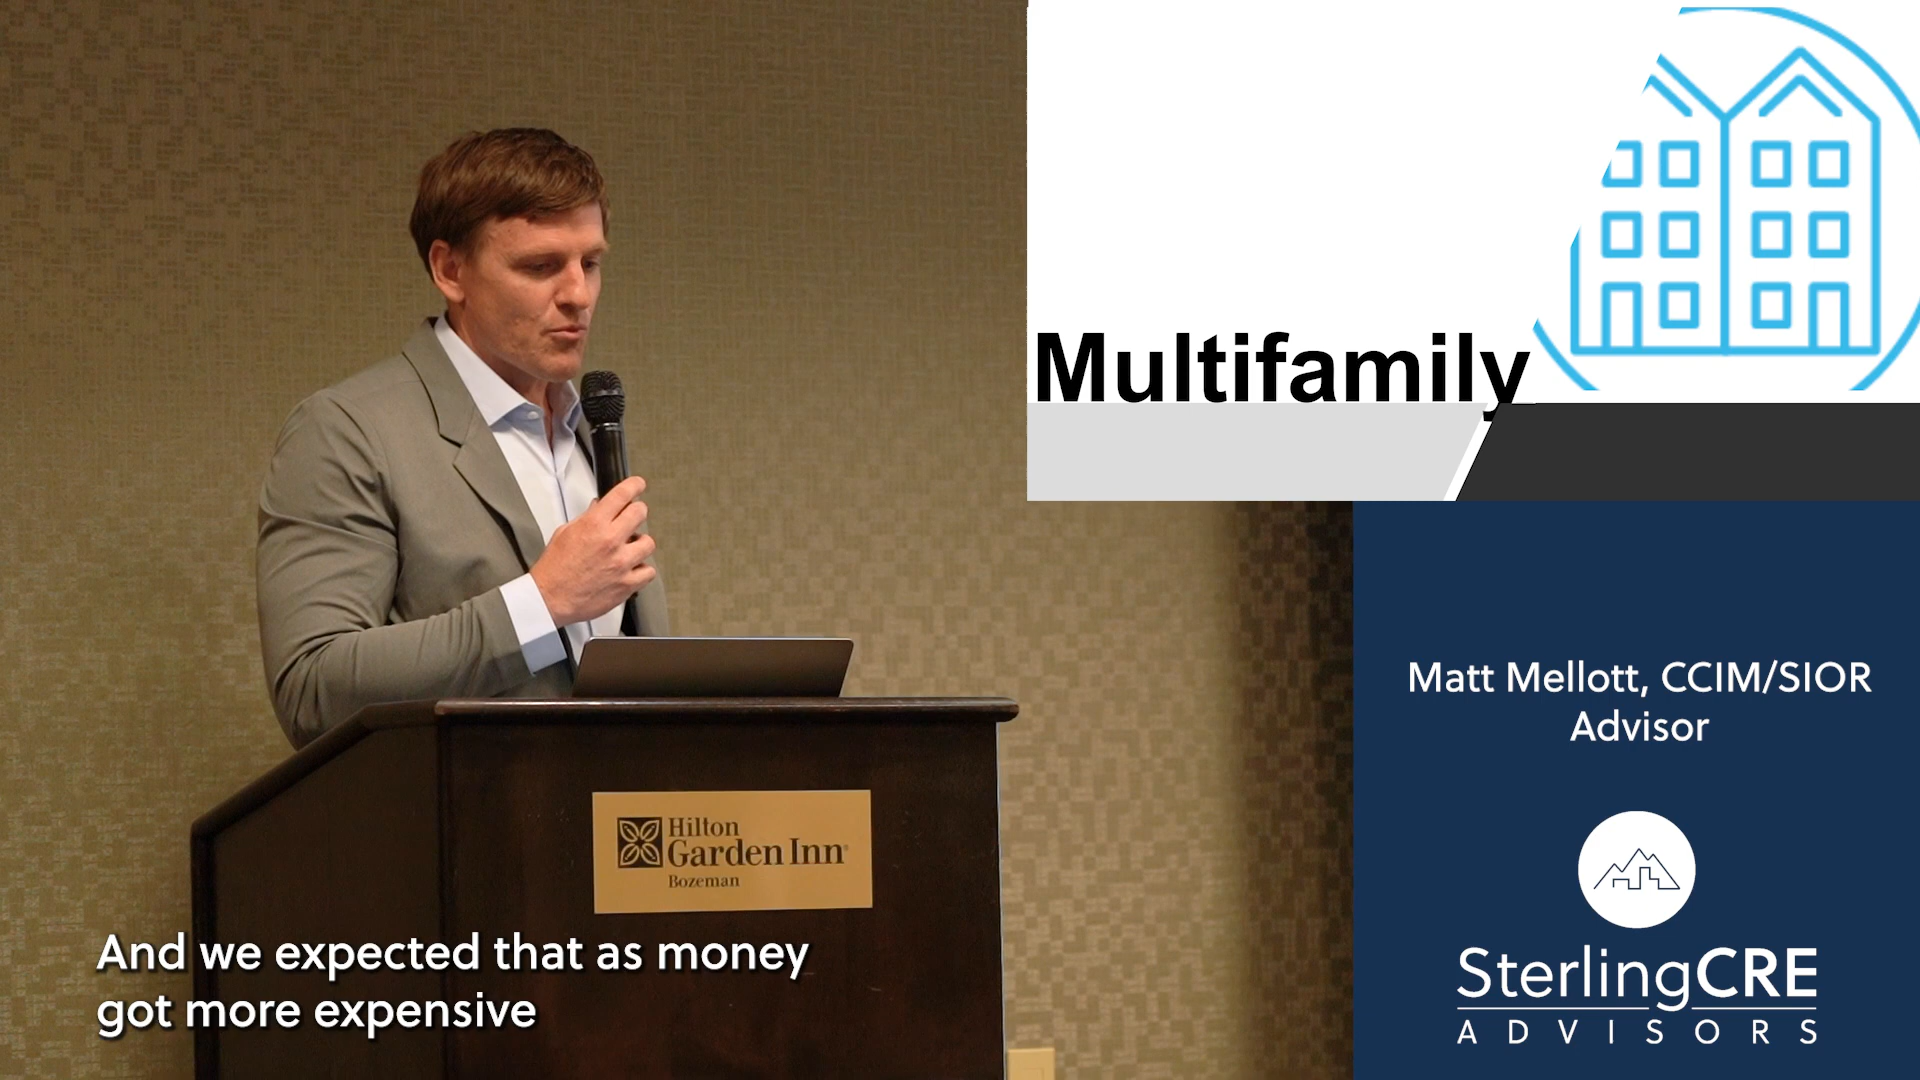 Multifamily
Matt Mellott, CCIM/SIOR
Advisor
Hilton
Garden Inn
Bozeman
And we expected that as money
got more expensive
SterlingCRE
ADVISORS